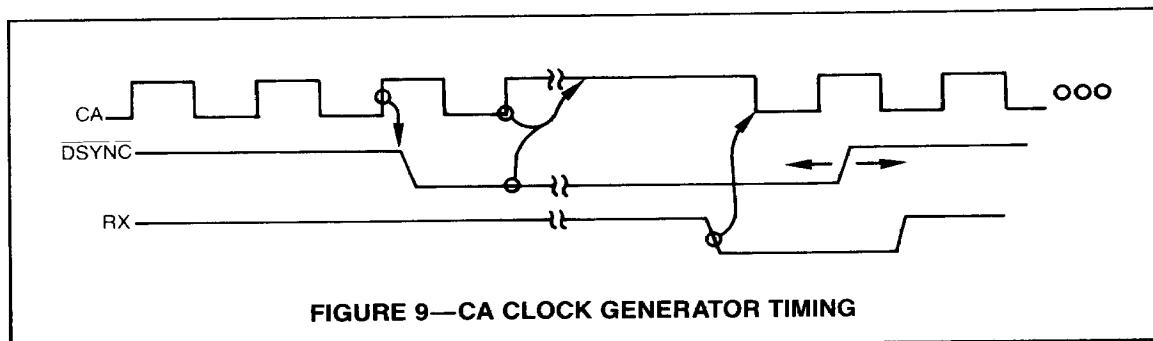 CA
DSYNC
RX
FIGURE 9—CA CLOCK GENERATOR TIMING